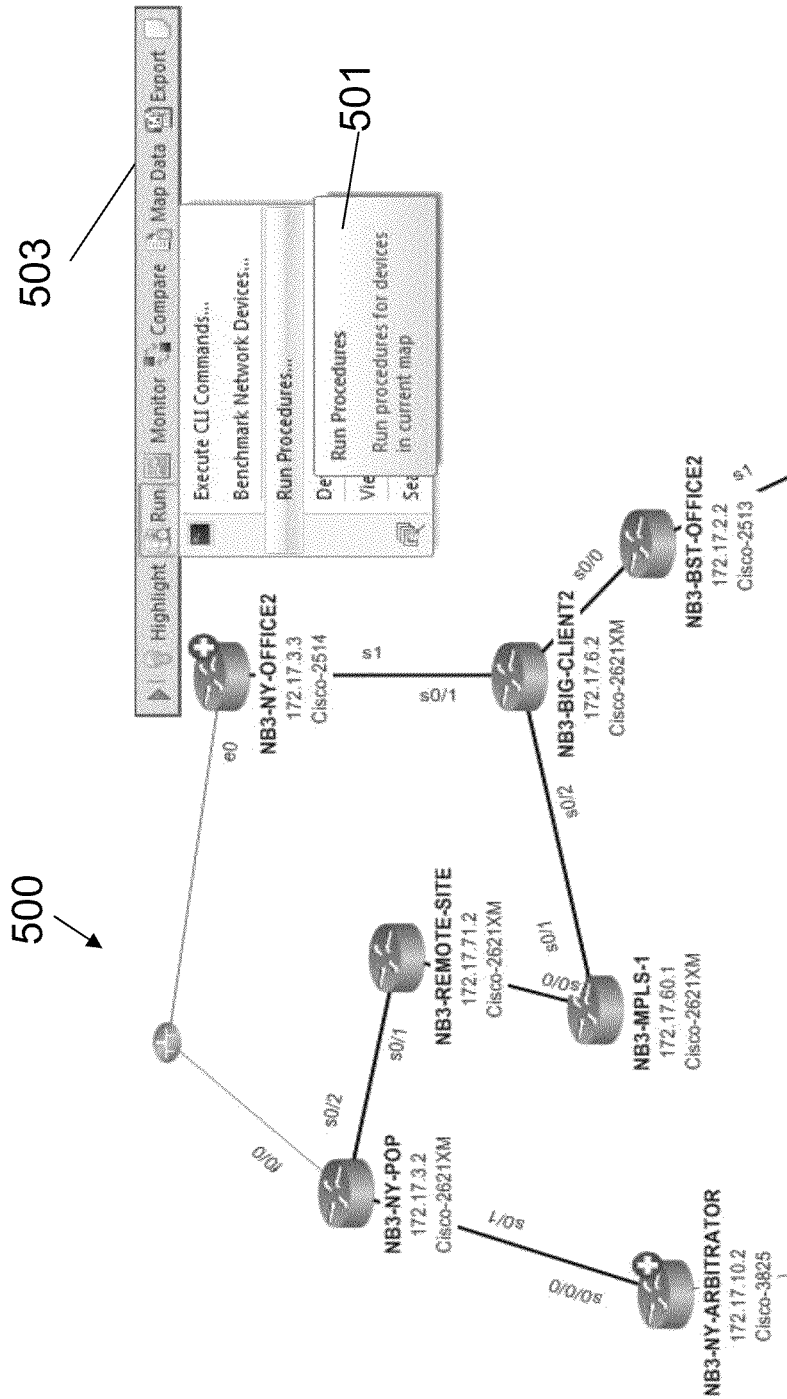 500
503
Highlight Run Monitor Compare Map Data Export
Execute CLI Commands...
Benchmark Network Devices...
Run Procedures...
De
Vie
Sea
Run Procedures
Run procedures for devices
in current map
501
e0
f0/0
NB3-NY-OFFICE2
172.17.3.3
Cisco-2514
s1
s0/1
s0/2
s0/1
NB3-NY-POP
172.17.3.2
Cisco-2621XM
NB3-REMOTE-SITE
172.17.71.2
Cisco-2621XM
s0/0
s0/1
s0/2
NB3-BIG-CLIENT2
172.17.6.2
Cisco-2621XM
s0/0
NB3-BST-OFFICE2
172.17.2.2
Cisco-2513
NB3-MPLS-1
172.17.60.1
Cisco-2621XM
s0/1
s0/0/0
NB3-NY-ARBITRATOR
172.17.10.2
Cisco-3825